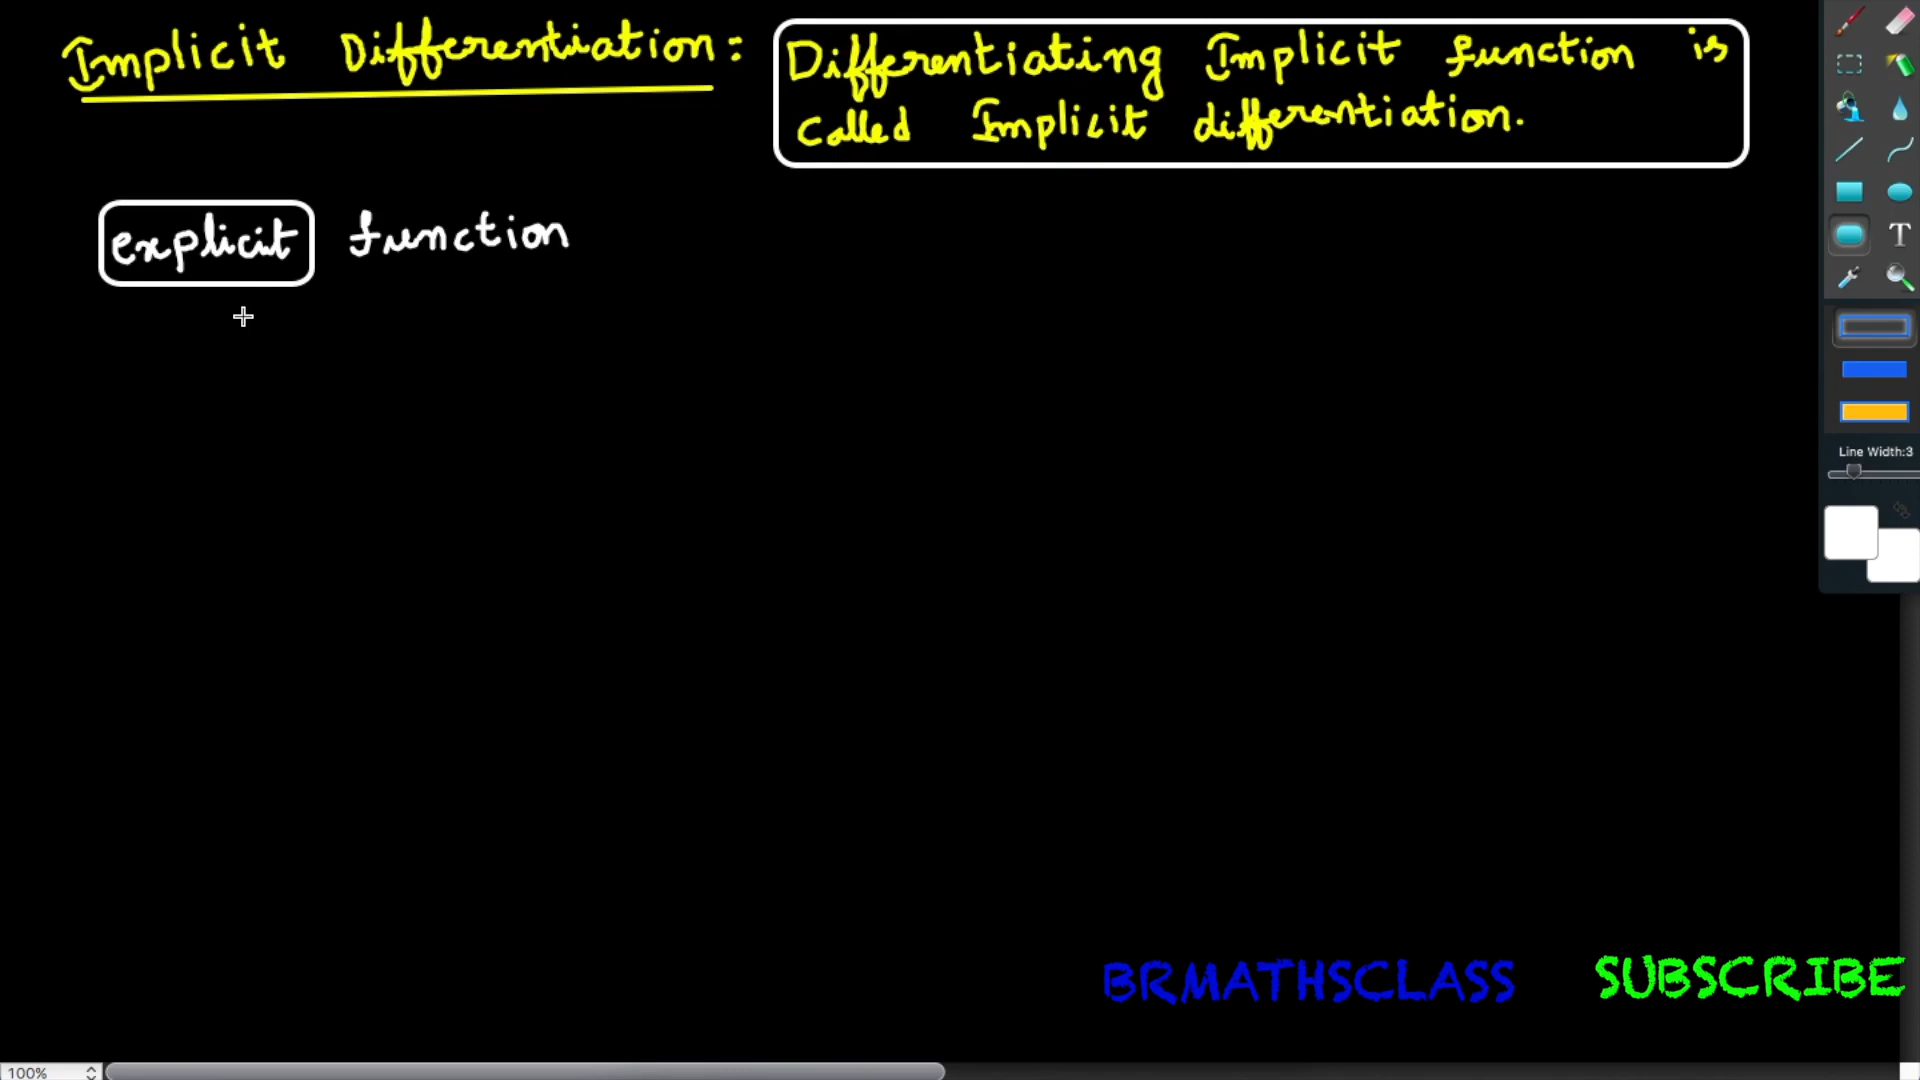 Implicit Differentiation:
Differentiating Implicit function is
called Implicit differentiation.
explicit function
T
Line Width:3
BRMATHSCLASS SUBSCRIBE
100%